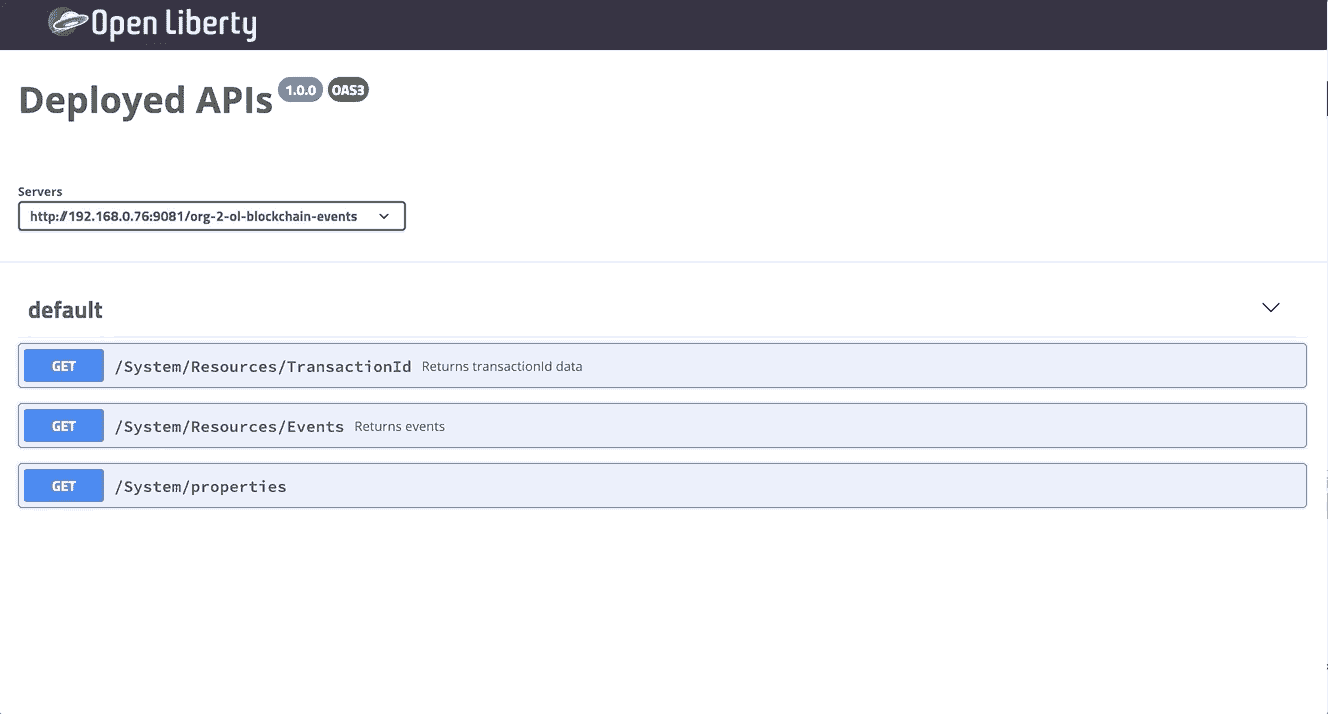 Open Liberty
Deployed APIs 1.0.0 OAS3
Servers
http://192.168.0.76:9081/org-2-ol-blockchain-events
default
GET /System/Resources/TransactionId Returns transactionId data
GET /System/Resources/Events Returns events
GET /System/properties